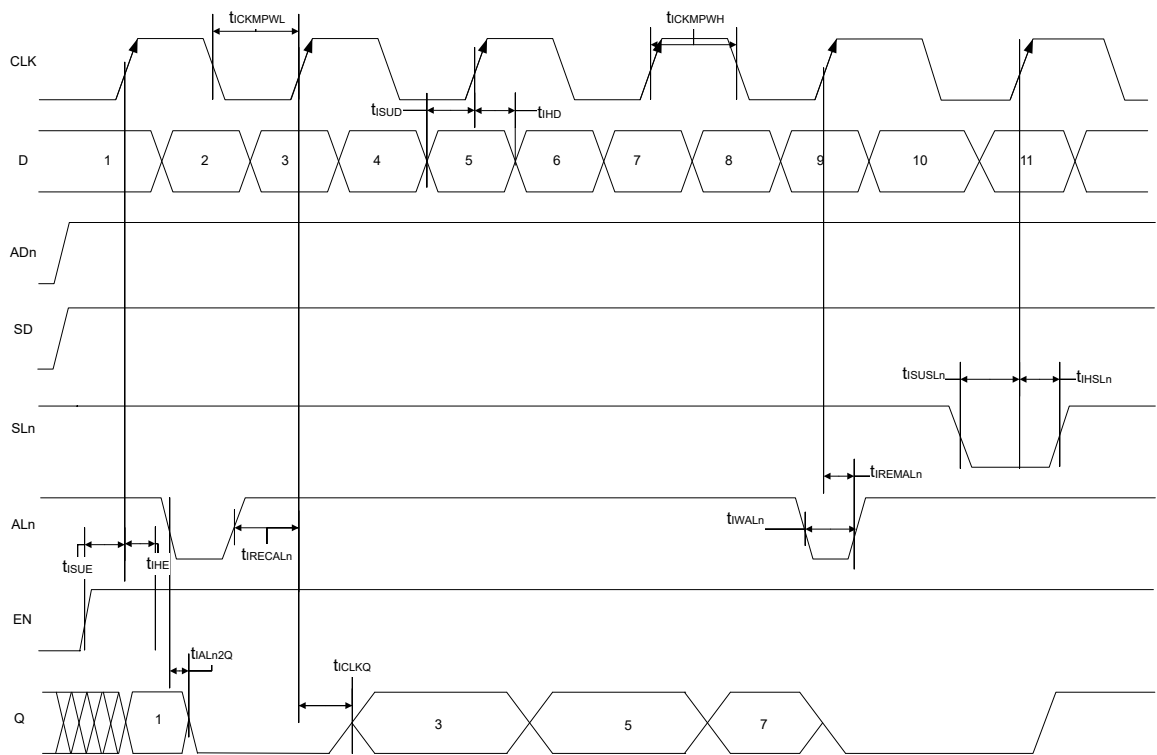 tICKMPWL
tICKMPWH
CLK
tISUD
tIHD
D
1 2 3 4 5 6 7 8 9 10 11
ADn
SD
tISUSLn
tIHSLn
SLn
tIREMALn
ALn
tIWALn
tISUE
tIHE
tIRECALn
EN
tIALn2Q
tICLKQ
Q
1 3 5 7